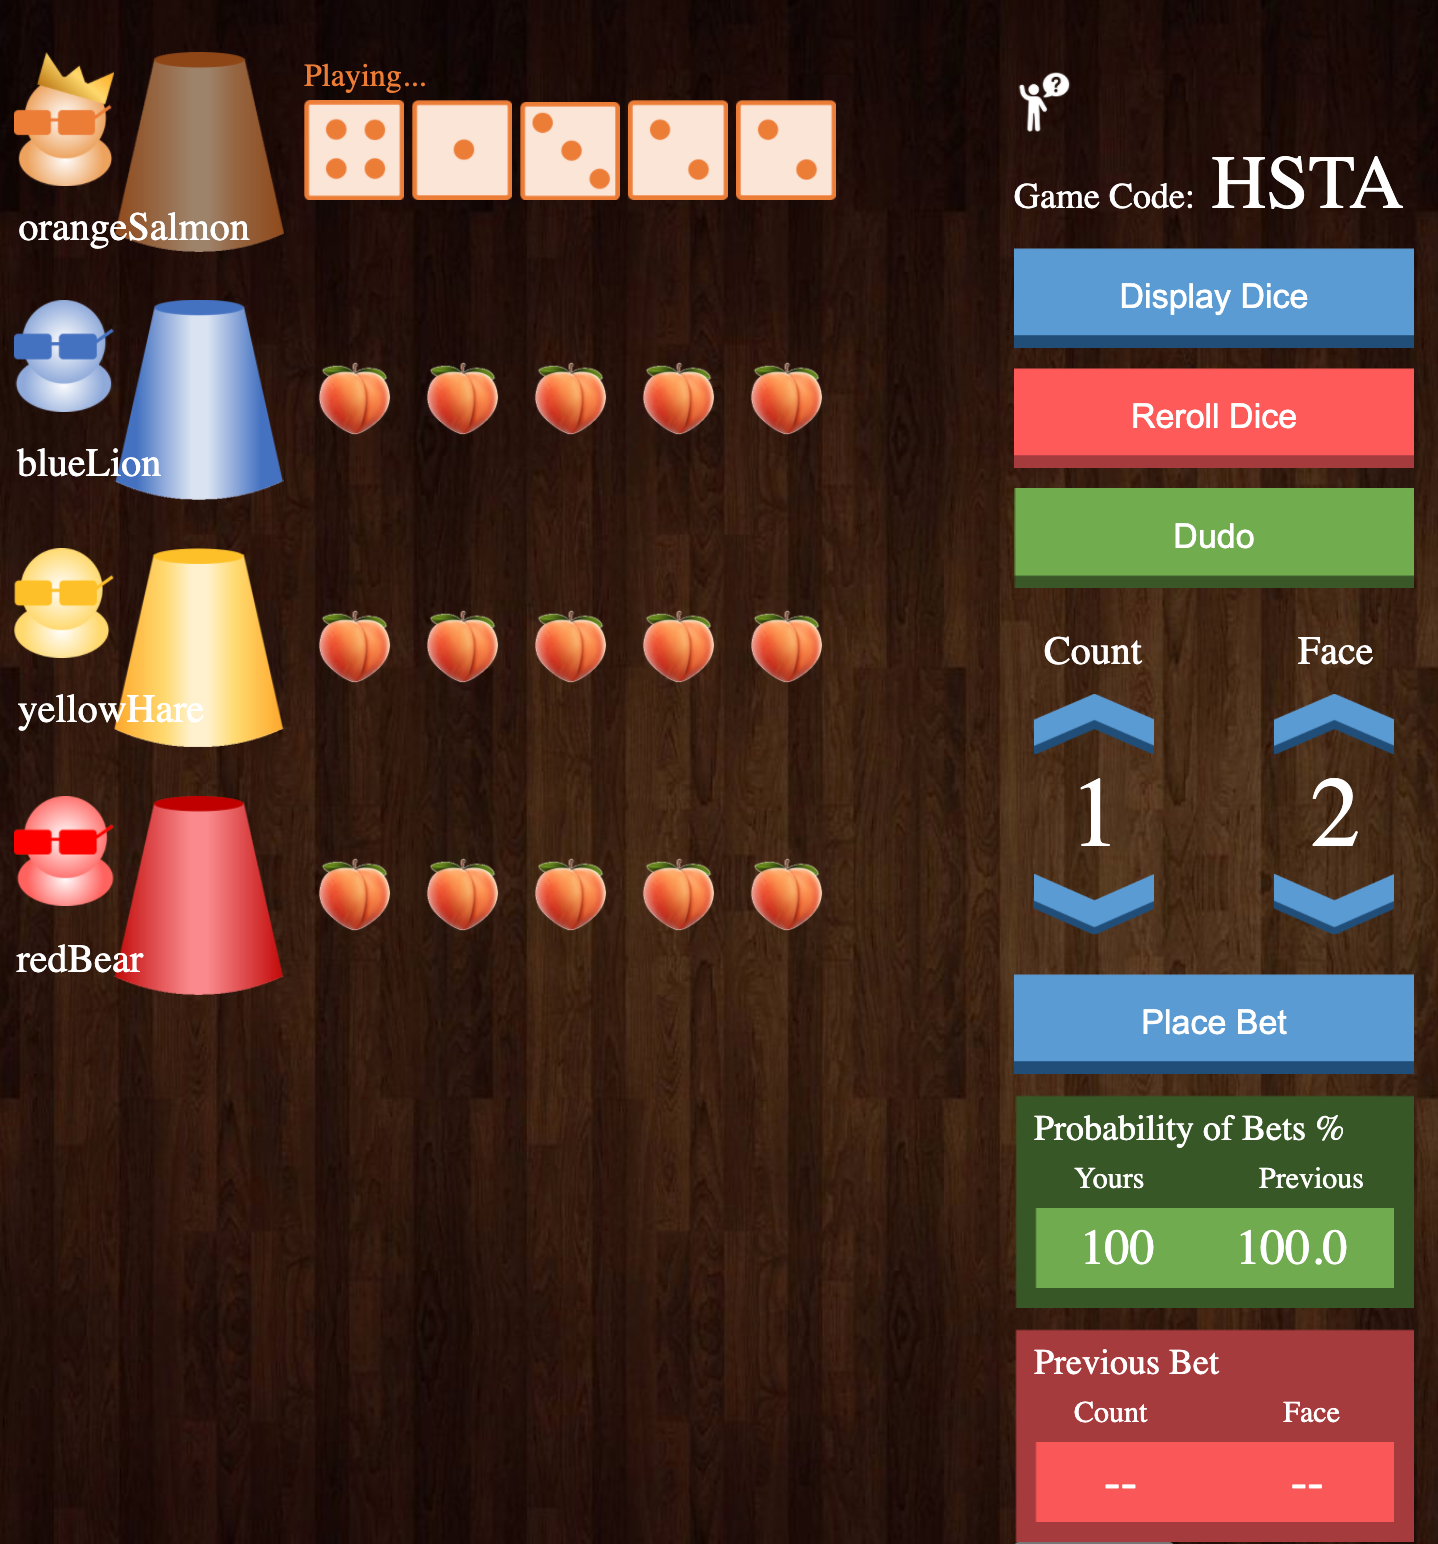 Playing...
orangeSalmon
blueLion
yellowHare
redBear
?
Game Code: HSTA
Display Dice
Reroll Dice
Dudo
Count Face
1 2
Place Bet
Probability of Bets %
Yours Previous
100 100.0
Previous Bet
Count Face
-- --